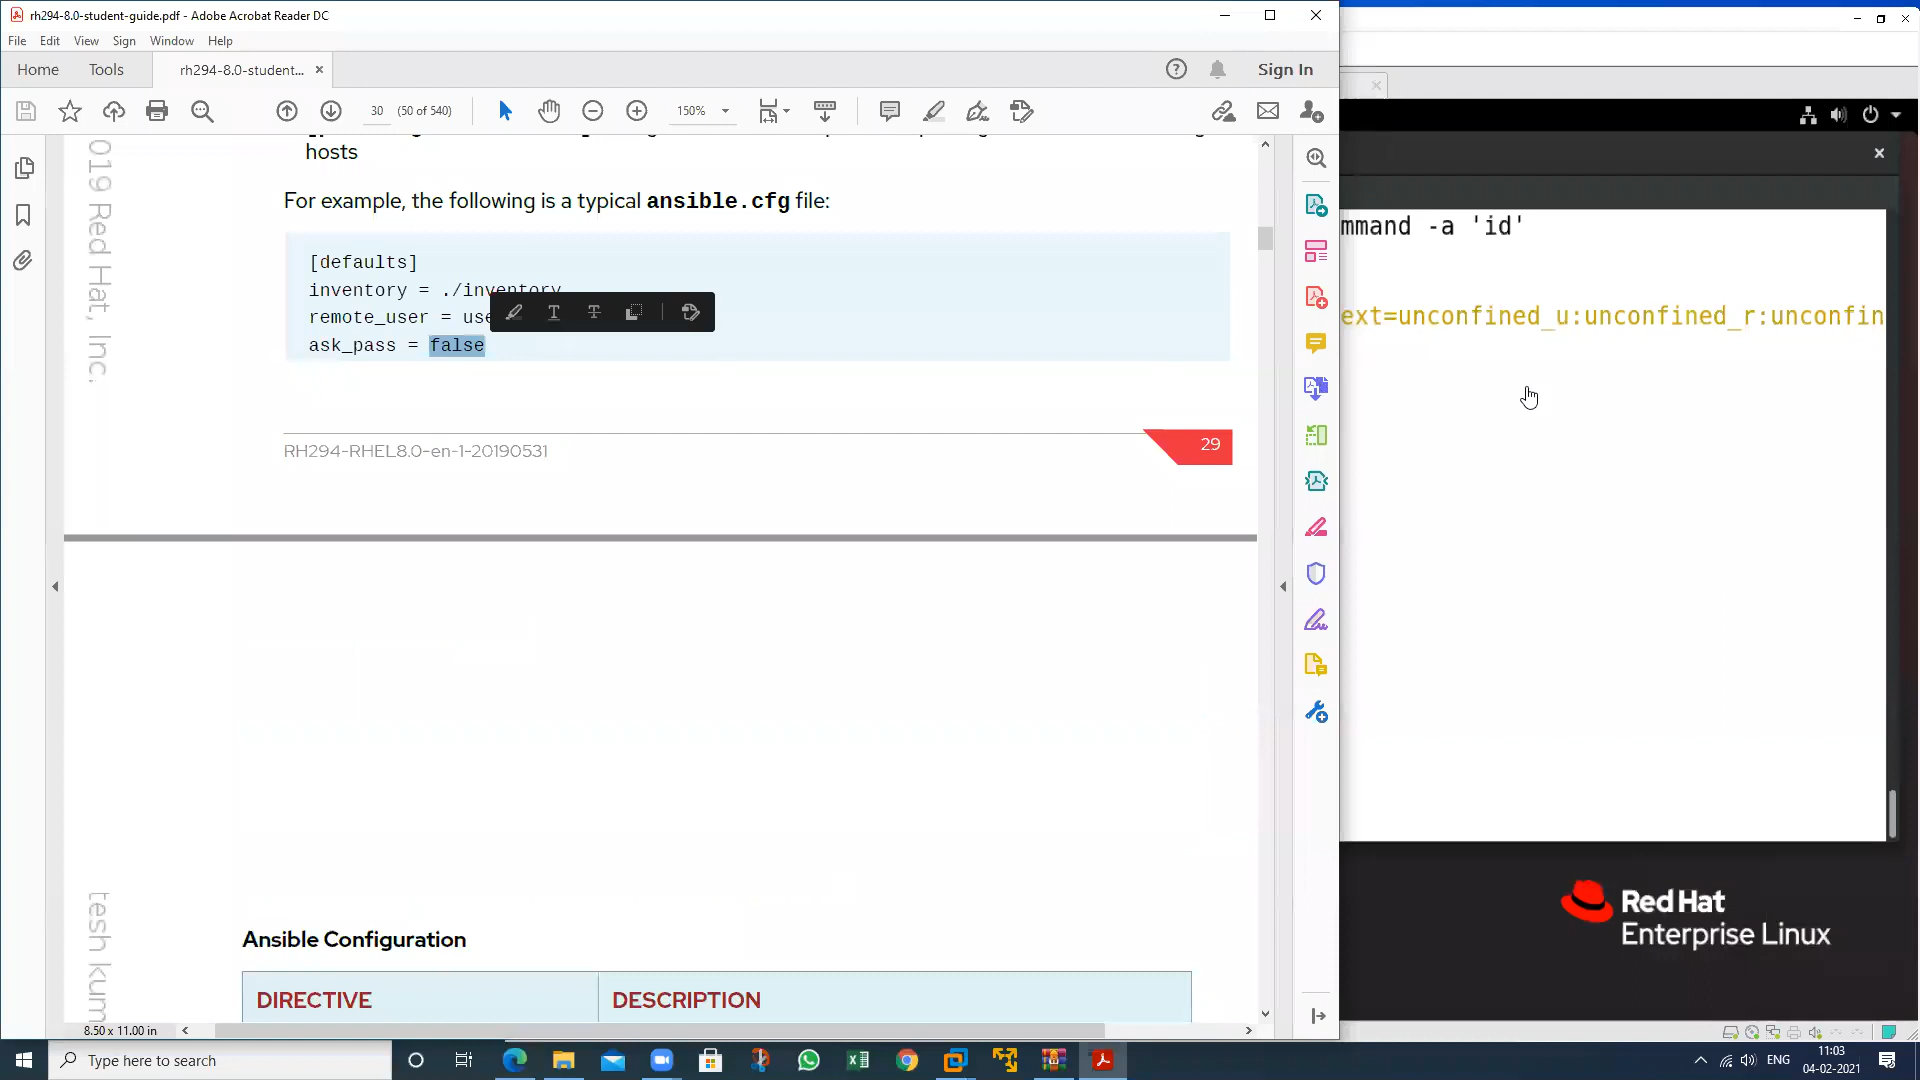 rh294-8.0-student-guide.pdf - Adobe Acrobat Reader DC
File Edit View Sign Window Help
Home Tools rh294-8.0-student... × Sign In
30 (50 of 540) 150%
hosts
For example, the following is a typical ansible.cfg file:
[defaults]
inventory = ./inventory
remote_user = use
ask_pass = false
RH294-RHEL8.0-en-1-20190531
29
019 Red Hat, Inc.
tesh kum
Ansible Configuration
DIRECTIVE DESCRIPTION
8.50 x 11.00 in
mmand -a 'id'
ext=unconfined_u:unconfined_r:unconfin
Red Hat
Enterprise Linux
Type here to search
ENG
11:03
04-02-2021